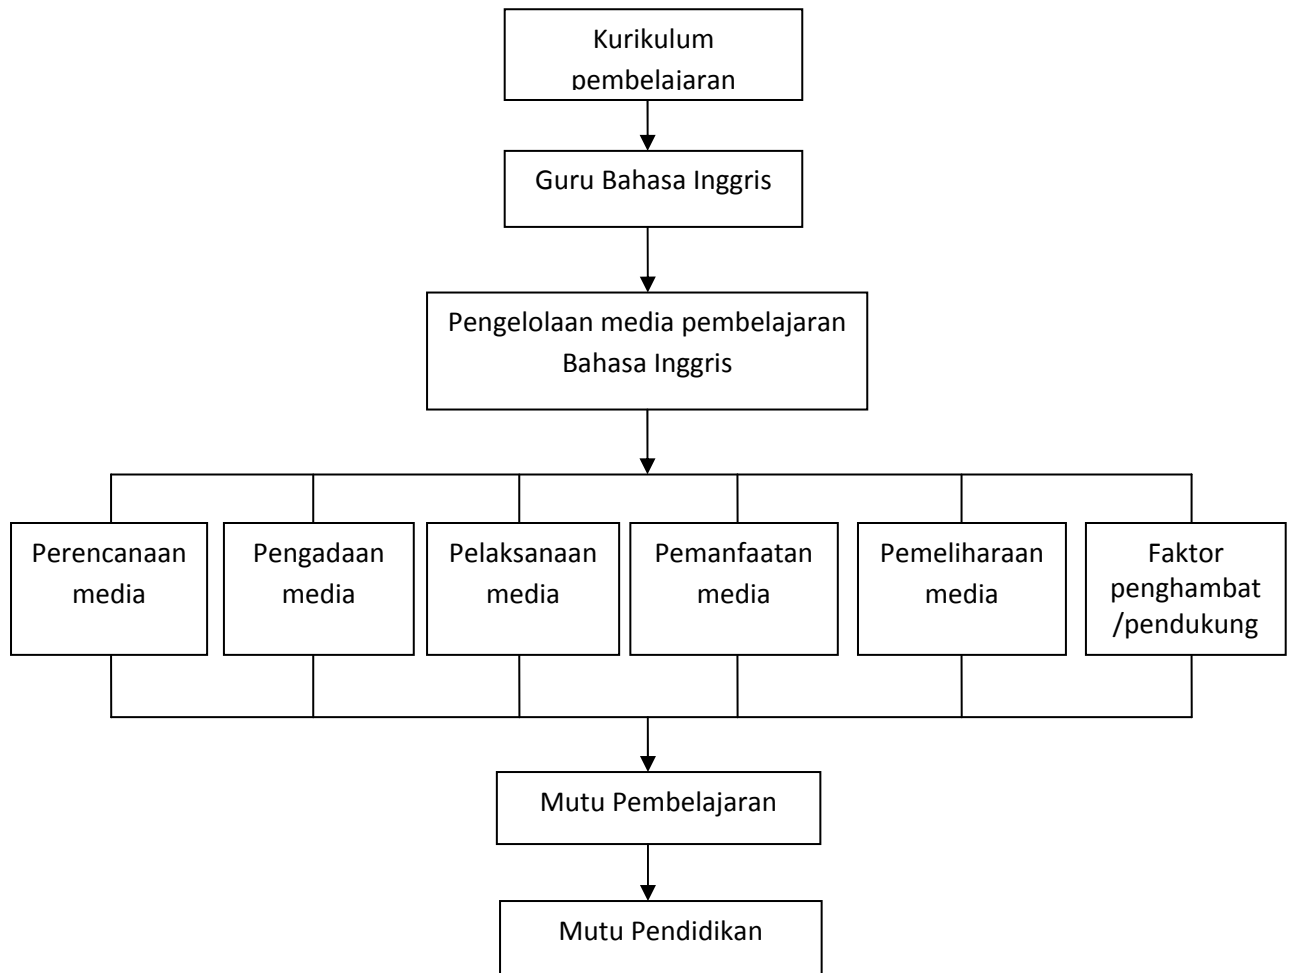 Kurikulum
pembelajaran
Guru Bahasa Inggris
Pengelolaan media pembelajaran
Bahasa Inggris
Perencanaan
media
Pengadaan
media
Pelaksanaan
media
Pemanfaatan
media
Pemeliharaan
media
Faktor
penghambat
/pendukung
Mutu Pembelajaran
Mutu Pendidikan